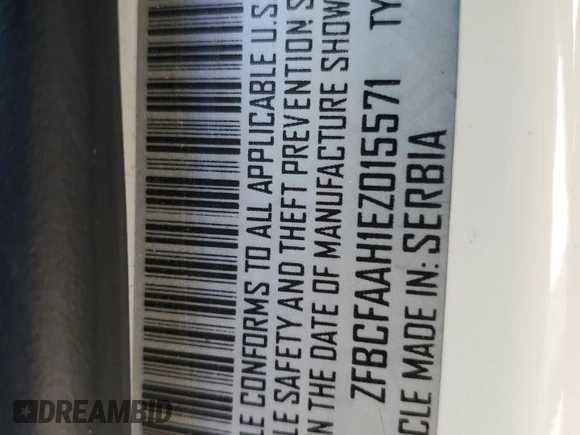 LE CONFORMS TO ALL APPLICABLE U.S
LE SAFETY AND THEFT PREVENTION S
N THE DATE OF MANUFACTURE SHOW
ZFBCFAAH1EZ015571 TY
CLE MADE IN: SERBIA
DREAMBID